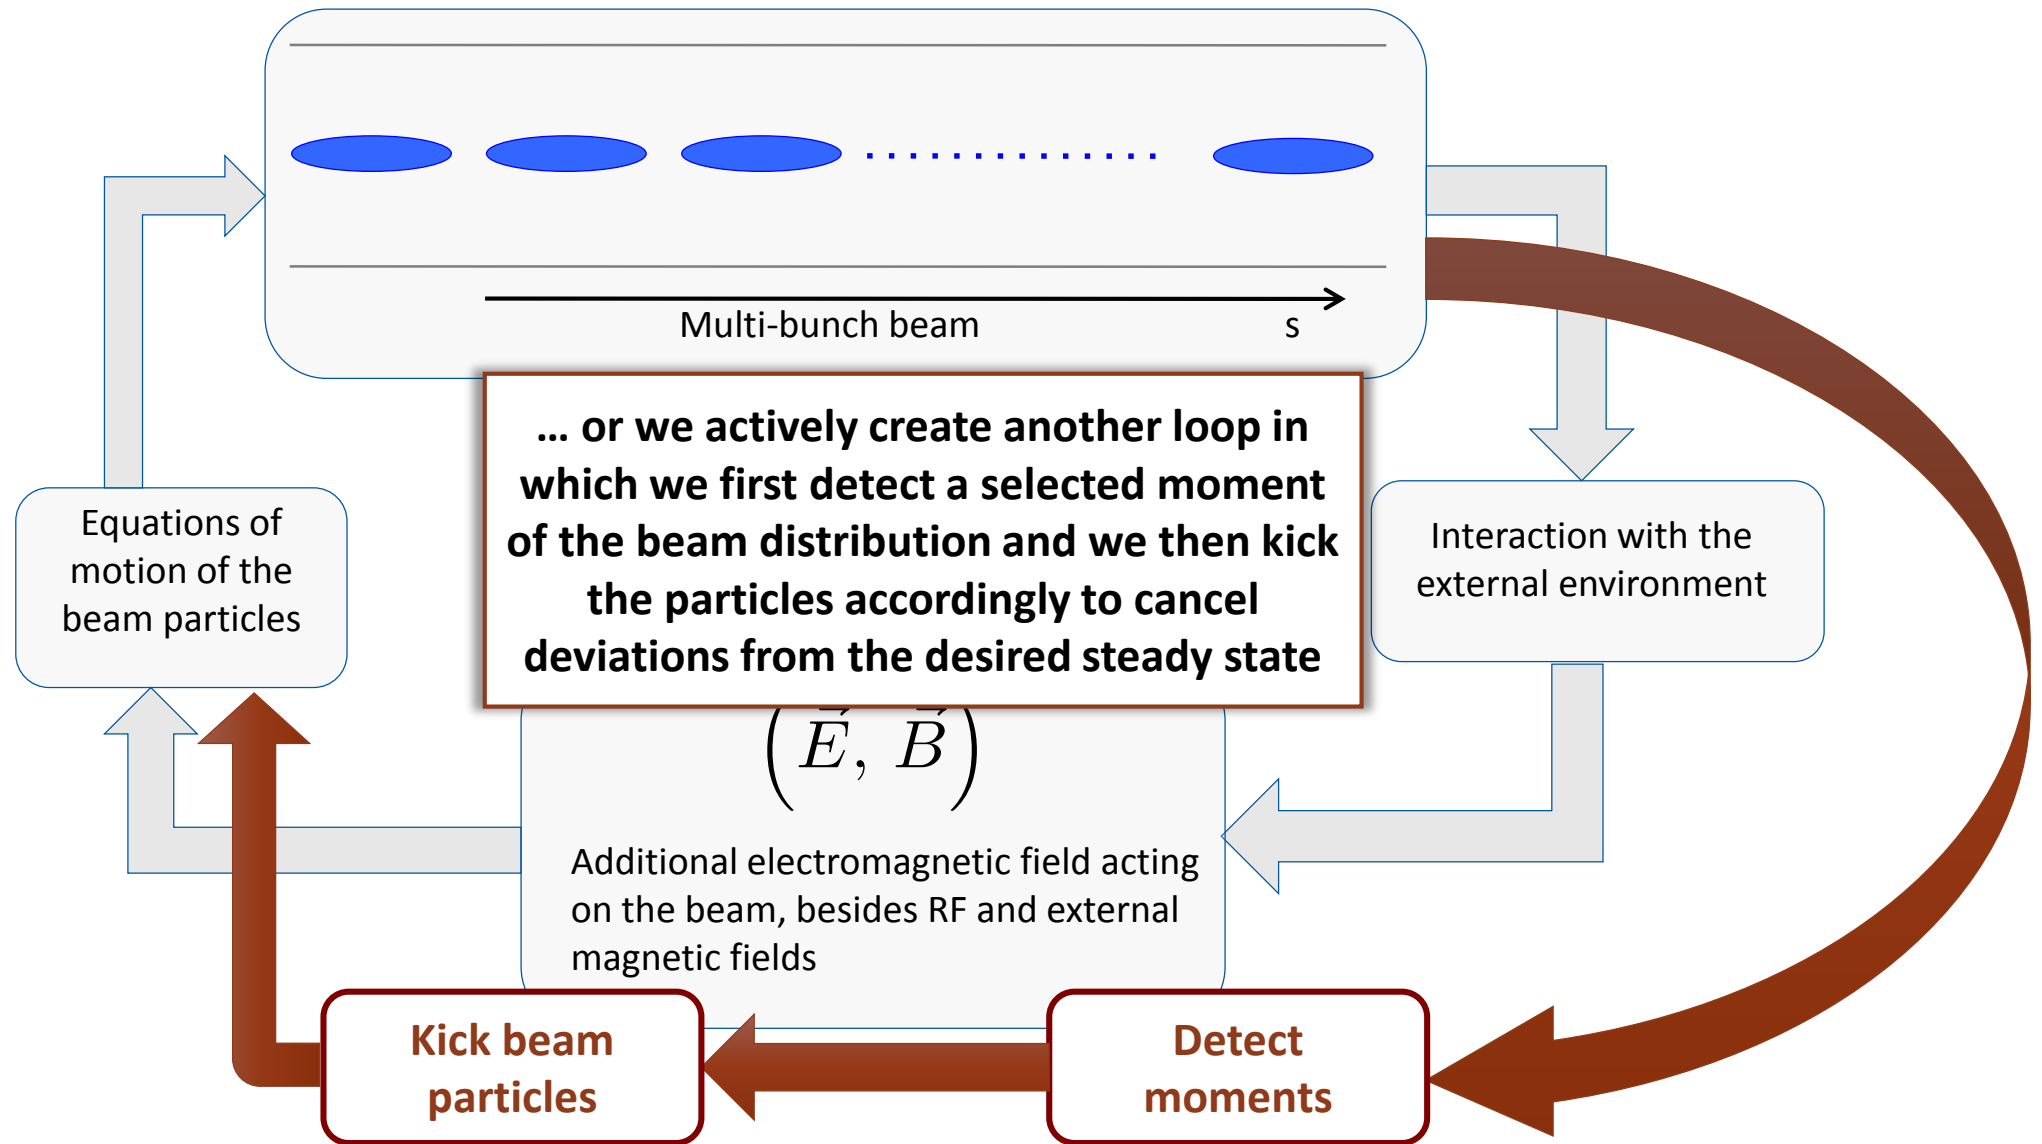 Multi-bunch beam
s
… or we actively create another loop in
which we first detect a selected moment
of the beam distribution and we then kick
the particles accordingly to cancel
deviations from the desired steady state
Equations of
motion of the
beam particles
Interaction with the
external environment
(E⃗, B⃗)
Additional electromagnetic field acting
on the beam, besides RF and external
magnetic fields
Kick beam
particles
Detect
moments